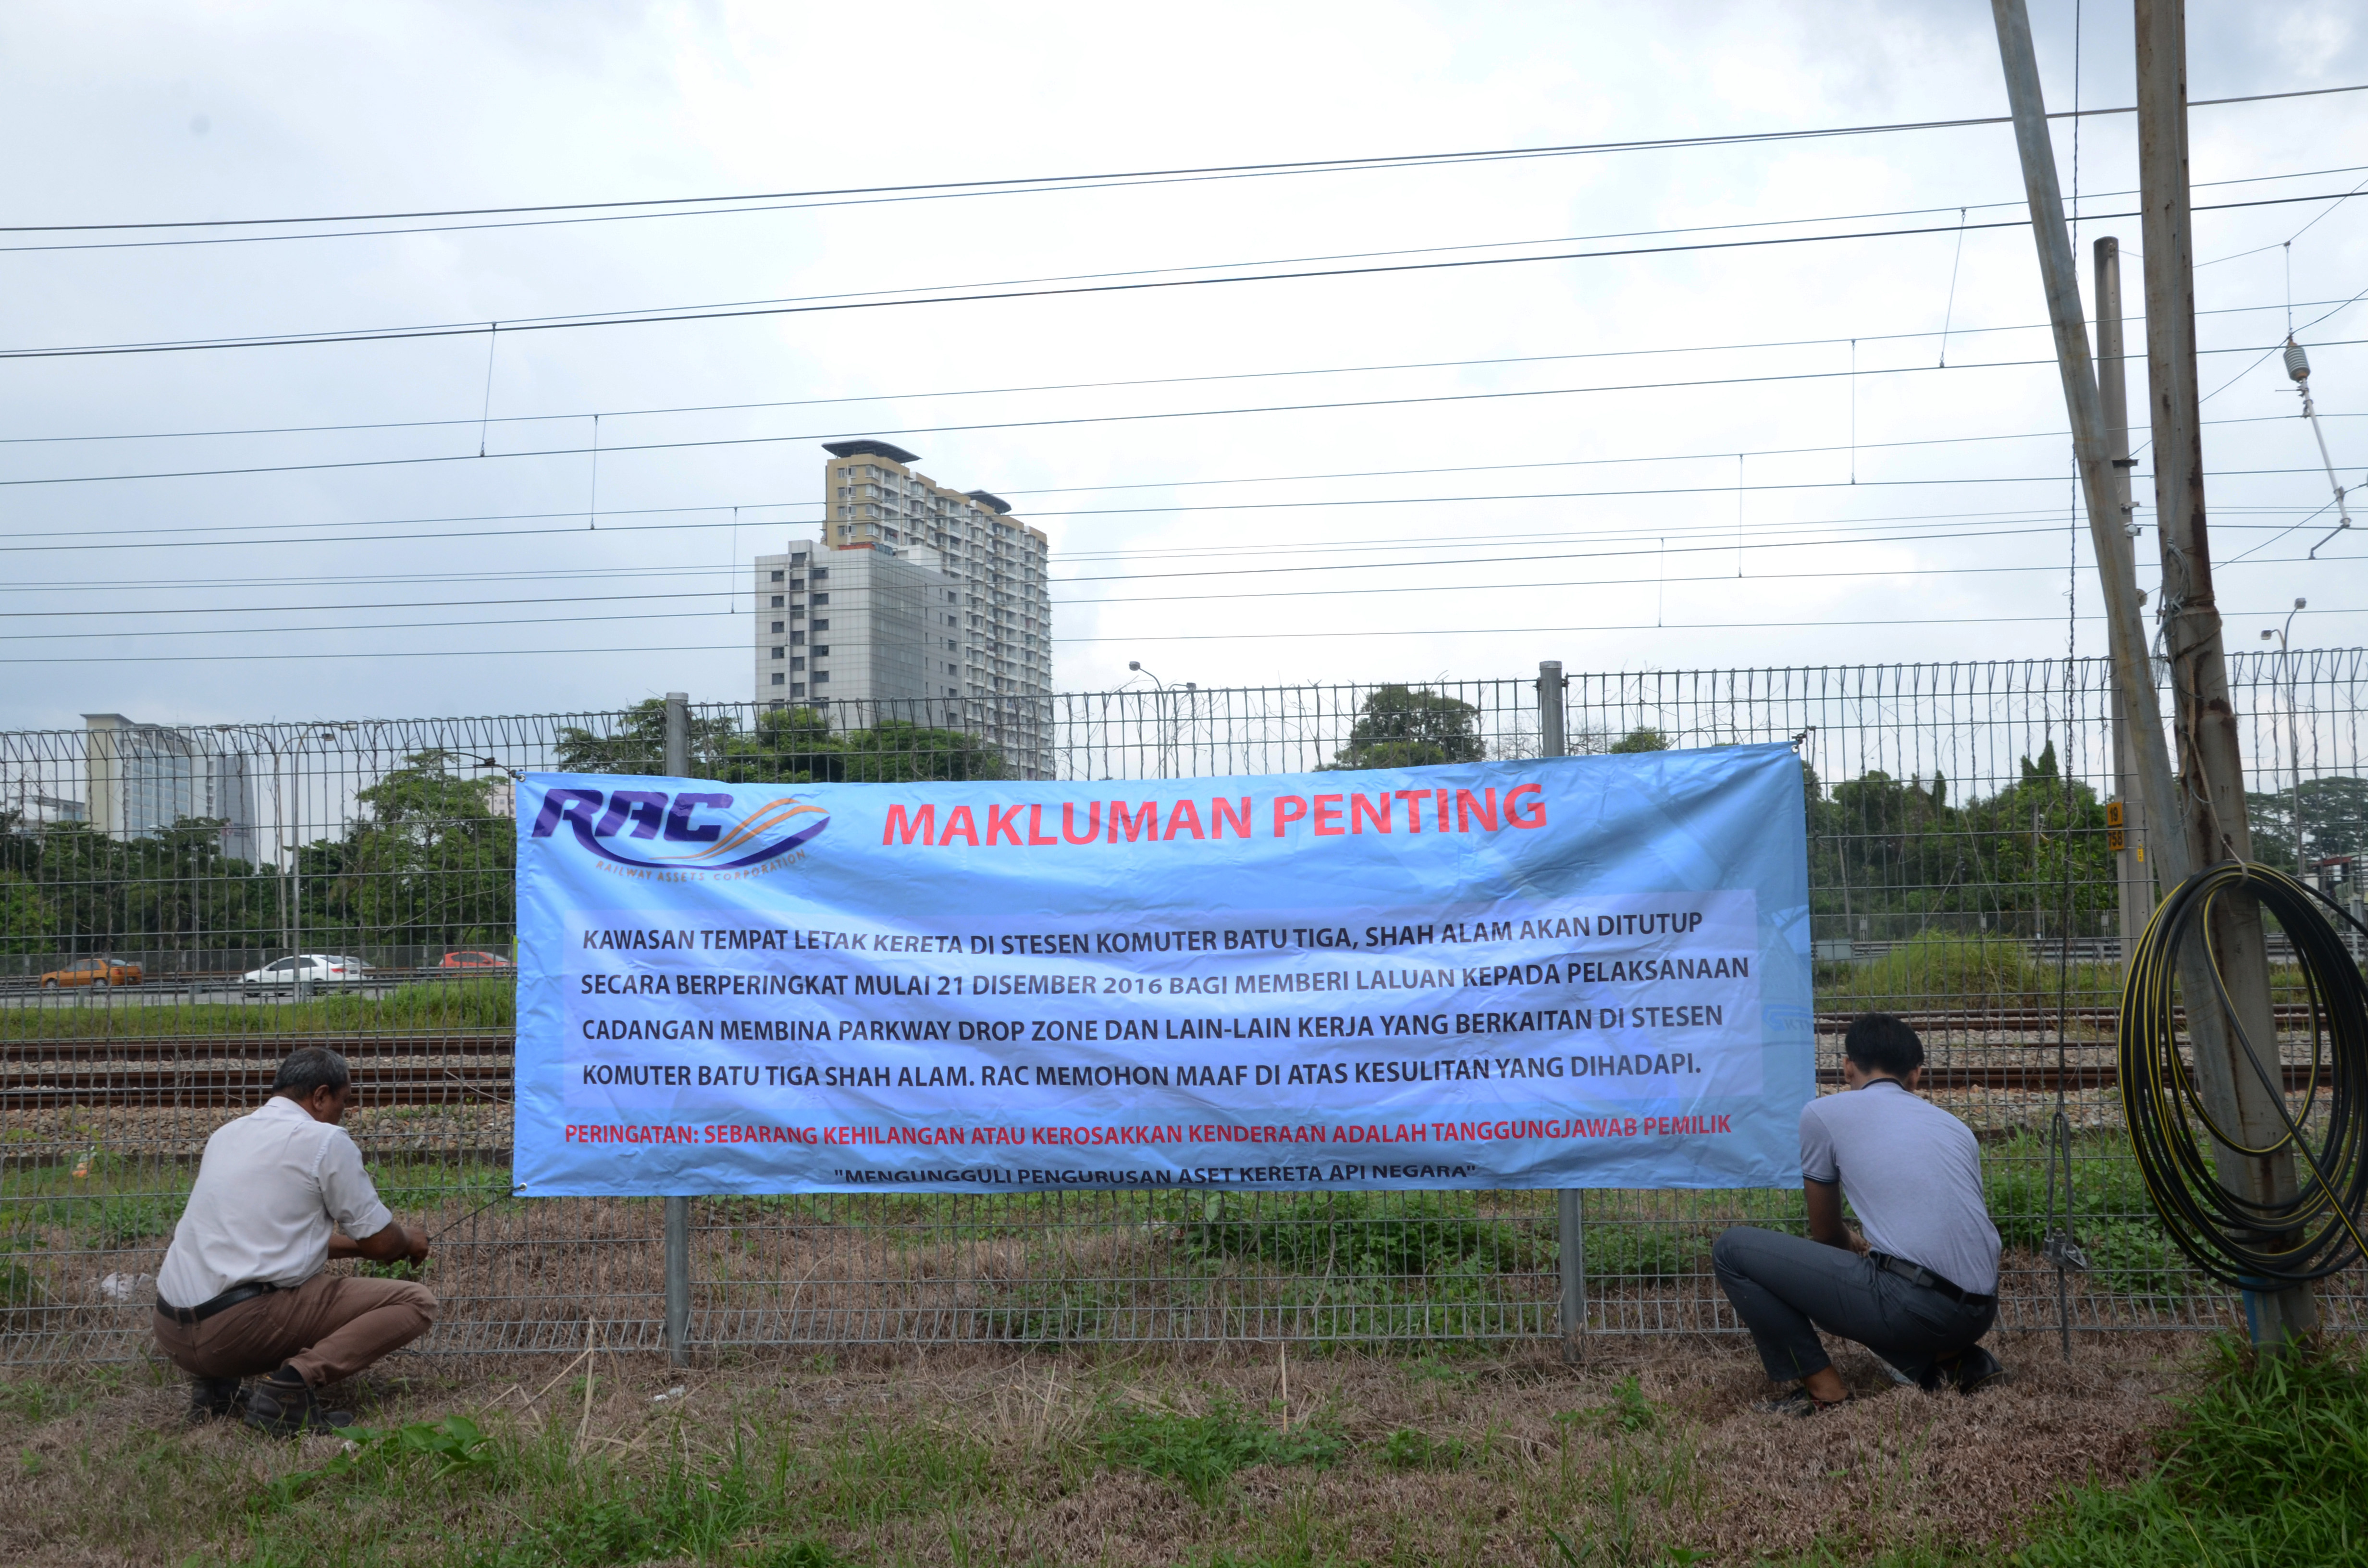 RAC
RAILWAY ASSETS CORPORATION
MAKLUMAN PENTING
KAWASAN TEMPAT LETAK KERETA DI STESEN KOMUTER BATU TIGA, SHAH ALAM AKAN DITUTUP
SECARA BERPERINGKAT MULAI 21 DISEMBER 2016 BAGI MEMBERI LALUAN KEPADA PELAKSANAAN
CADANGAN MEMBINA PARKWAY DROP ZONE DAN LAIN-LAIN KERJA YANG BERKAITAN DI STESEN
KOMUTER BATU TIGA SHAH ALAM. RAC MEMOHON MAAF DI ATAS KESULITAN YANG DIHADAPI.
PERINGATAN: SEBARANG KEHILANGAN ATAU KEROSAKKAN KENDERAAN ADALAH TANGGUNGJAWAB PEMILIK
"MENGUNGGULI PENGURUSAN ASET KERETA API NEGARA"
19
758